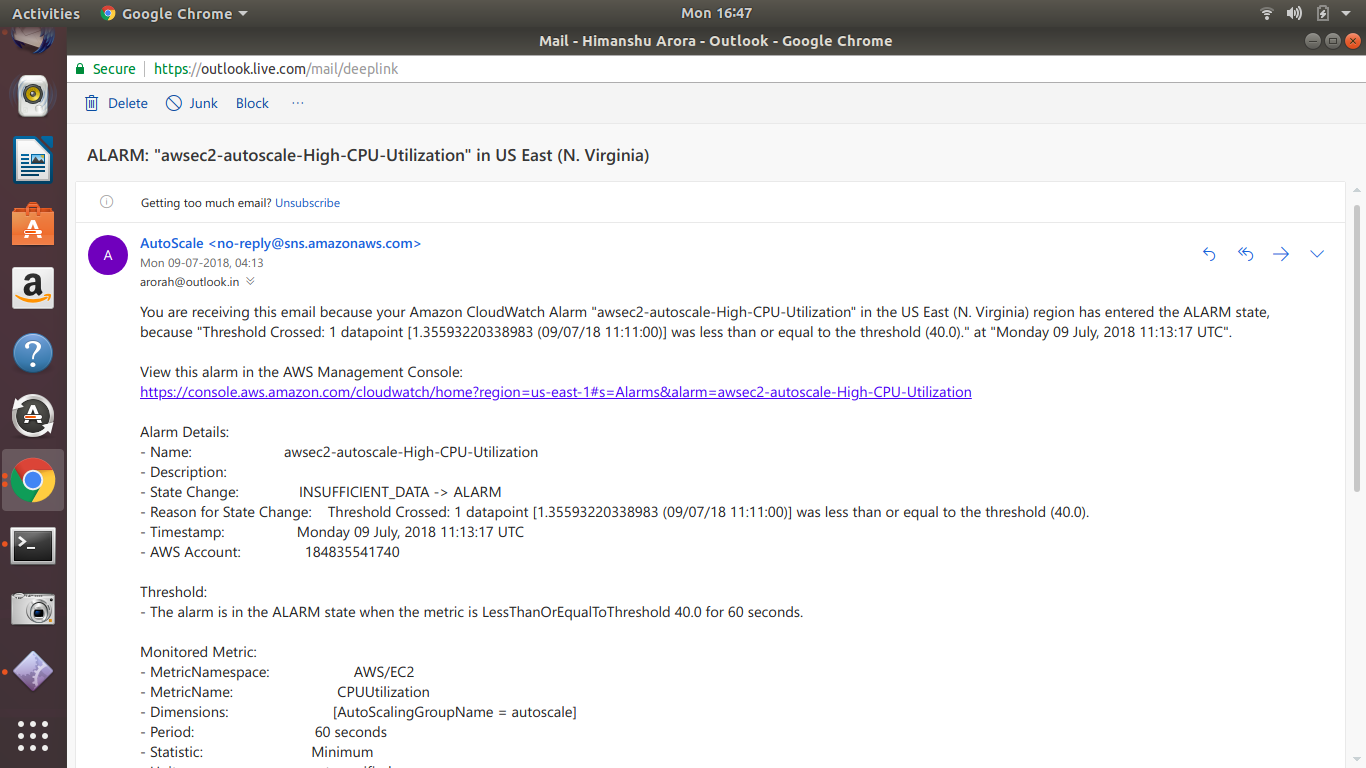 Activities Google Chrome Mon 16:47
Mail - Himanshu Arora - Outlook - Google Chrome
Secure https://outlook.live.com/mail/deeplink
Delete Junk Block ...
ALARM: "awsec2-autoscale-High-CPU-Utilization" in US East (N. Virginia)
Getting too much email? Unsubscribe
A
AutoScale <no-reply@sns.amazonaws.com>
Mon 09-07-2018, 04:13
arorah@outlook.in
You are receiving this email because your Amazon CloudWatch Alarm "awsec2-autoscale-High-CPU-Utilization" in the US East (N. Virginia) region has entered the ALARM state,
because "Threshold Crossed: 1 datapoint [1.35593220338983 (09/07/18 11:11:00)] was less than or equal to the threshold (40.0)." at "Monday 09 July, 2018 11:13:17 UTC".
View this alarm in the AWS Management Console:
https://console.aws.amazon.com/cloudwatch/home?region=us-east-1#s=Alarms&alarm=awsec2-autoscale-High-CPU-Utilization
Alarm Details:
- Name: awsec2-autoscale-High-CPU-Utilization
- Description:
- State Change: INSUFFICIENT_DATA -> ALARM
- Reason for State Change: Threshold Crossed: 1 datapoint [1.35593220338983 (09/07/18 11:11:00)] was less than or equal to the threshold (40.0).
- Timestamp: Monday 09 July, 2018 11:13:17 UTC
- AWS Account: 184835541740
Threshold:
- The alarm is in the ALARM state when the metric is LessThanOrEqualToThreshold 40.0 for 60 seconds.
Monitored Metric:
- MetricNamespace: AWS/EC2
- MetricName: CPUUtilization
- Dimensions: [AutoScalingGroupName = autoscale]
- Period: 60 seconds
- Statistic: Minimum